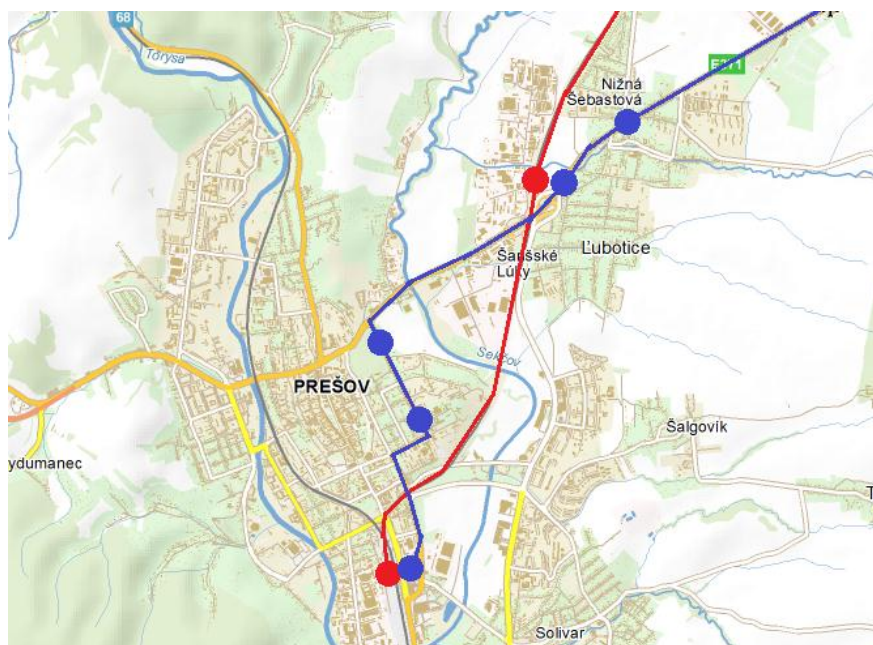 68
Torysa
E371
Nižná
Šebastová
Ľubotice
Šarišské
Lúky
Sekčov
PREŠOV
Šalgovík
ydumanec
T
Solivar